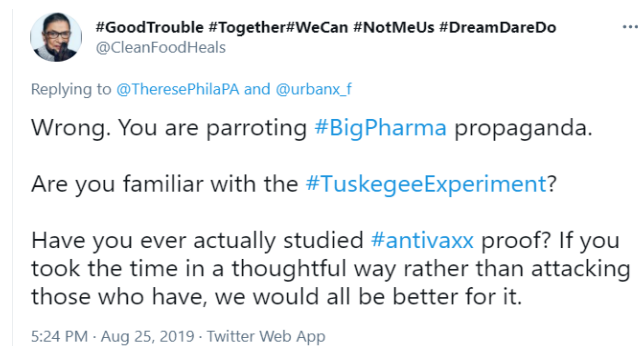 #GoodTrouble #Together#WeCan #NotMeUs #DreamDareDo
@CleanFoodHeals
Replying to @TheresePhilaPA and @urbanx_f
Wrong. You are parroting #BigPharma propaganda.
Are you familiar with the #TuskegeeExperiment?
Have you ever actually studied #antivaxx proof? If you
took the time in a thoughtful way rather than attacking
those who have, we would all be better for it.
5:24 PM · Aug 25, 2019 · Twitter Web App